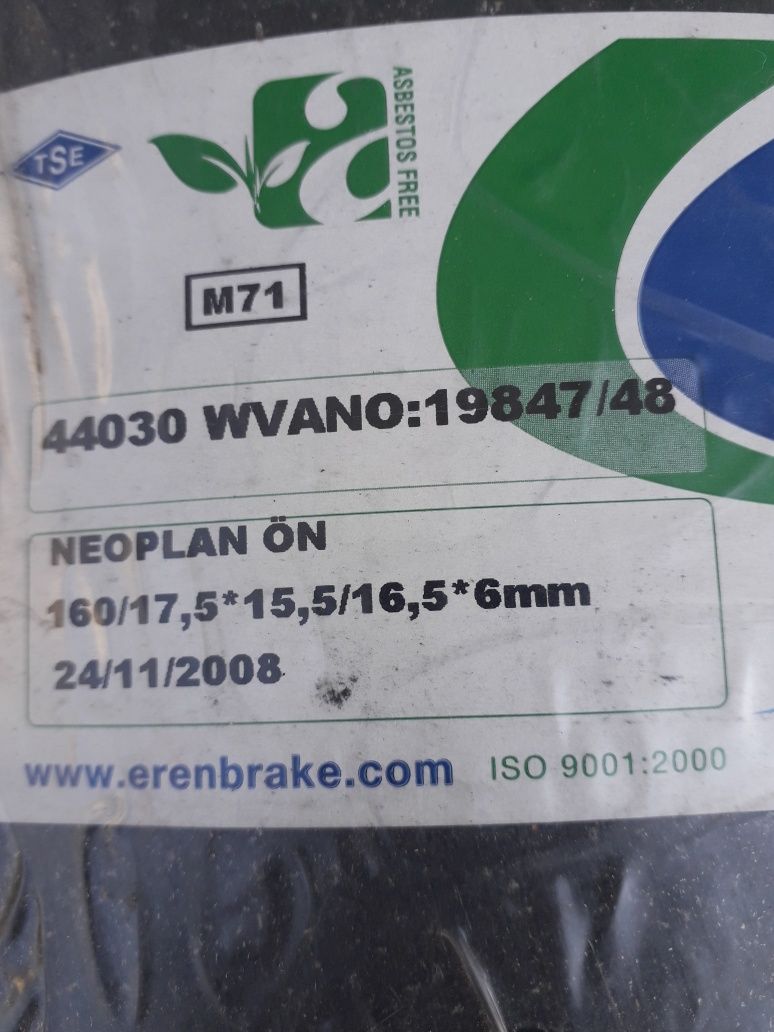 TSE
ASBESTOS FREE
M71
44030 WVANO:19847/48
NEOPLAN ÖN
160/17,5*15,5/16,5*6mm
24/11/2008
www.erenbrake.com ISO 9001:2000